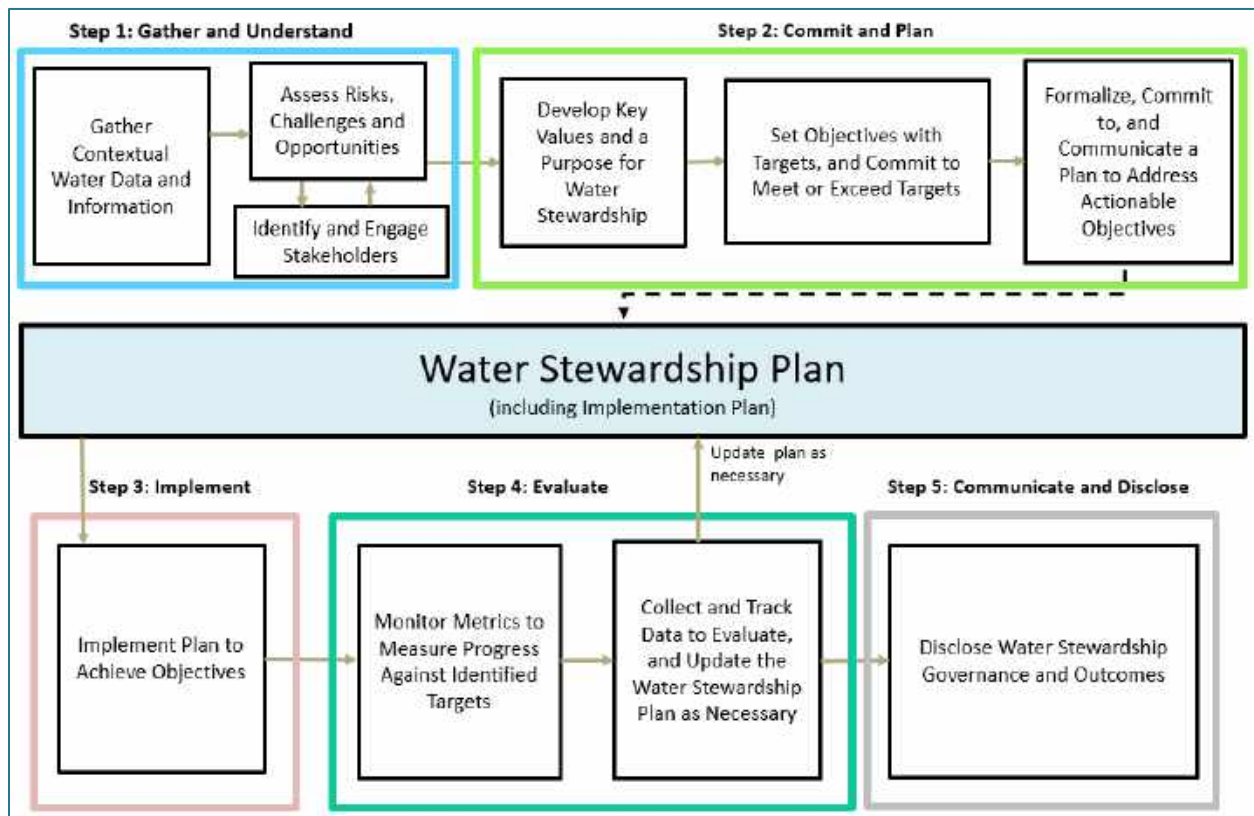 Step 1: Gather and Understand
Step 2: Commit and Plan
Gather
Contextual
Water Data and
Information
Assess Risks,
Challenges and
Opportunities
Identify and Engage
Stakeholders
Develop Key
Values and a
Purpose for
Water
Stewardship
Set Objectives with
Targets, and Commit to
Meet or Exceed Targets
Formalize, Commit
to, and
Communicate a
Plan to Address
Actionable
Objectives
Water Stewardship Plan
(including Implementation Plan)
Update plan as
necessary
Step 3: Implement
Step 4: Evaluate
Step 5: Communicate and Disclose
Implement Plan to
Achieve Objectives
Monitor Metrics to
Measure Progress
Against Identified
Targets
Collect and Track
Data to Evaluate,
and Update the
Water Stewardship
Plan as Necessary
Disclose Water Stewardship
Governance and Outcomes